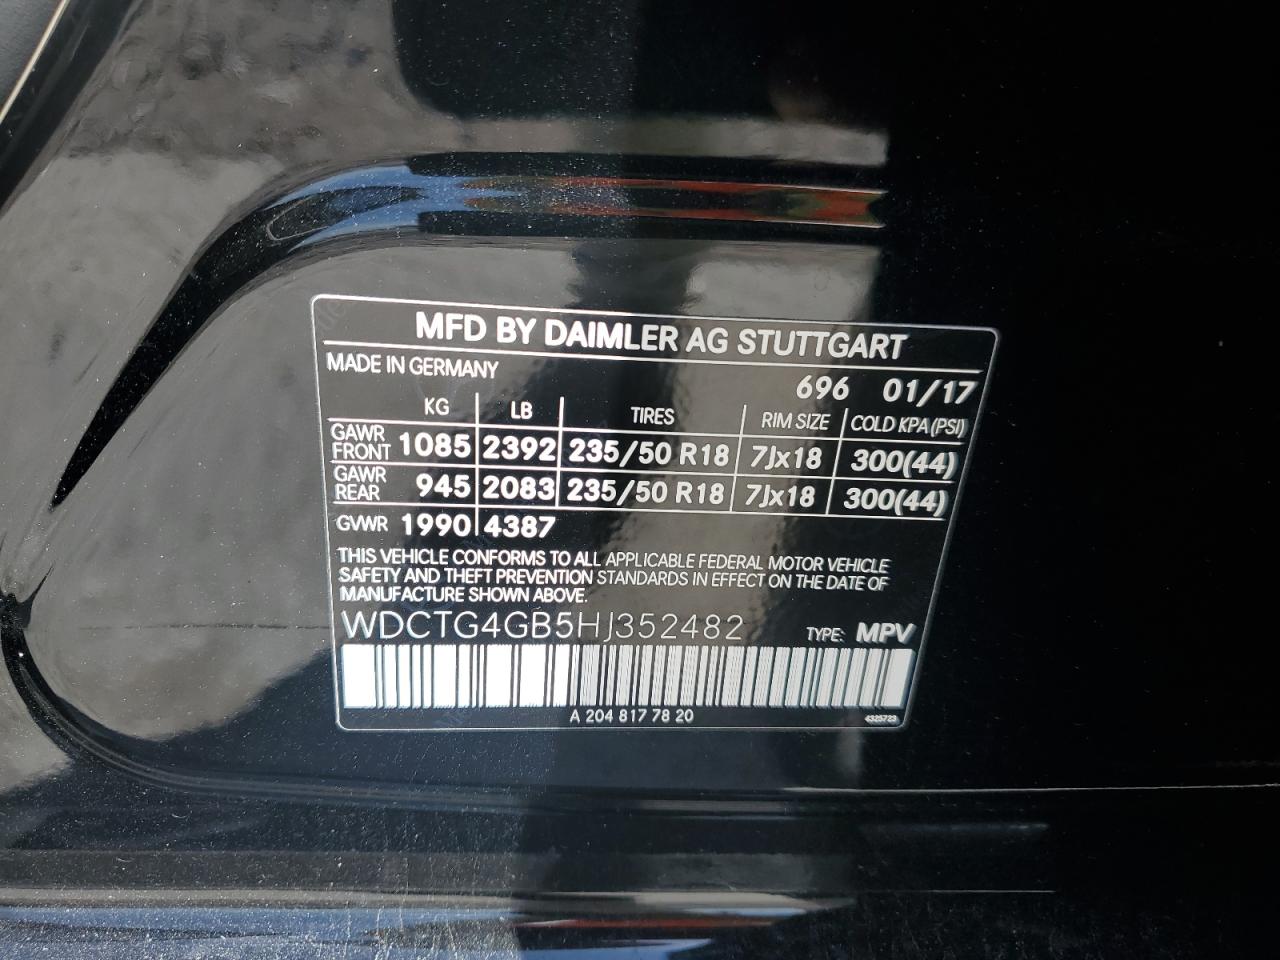 MFD BY DAIMLER AG STUTTGART
MADE IN GERMANY
696 01/17
KG LB TIRES RIM SIZE COLD KPA (PSI)
GAWR FRONT 1085 2392 235/50 R18 7Jx18 300(44)
GAWR REAR 945 2083 235/50 R18 7Jx18 300(44)
GVWR 1990 4387
THIS VEHICLE CONFORMS TO ALL APPLICABLE FEDERAL MOTOR VEHICLE
SAFETY AND THEFT PREVENTION STANDARDS IN EFFECT ON THE DATE OF
MANUFACTURE SHOWN ABOVE.
WDCTG4GB5HJ352482 TYPE: MPV
A 204 817 78 20 4325723